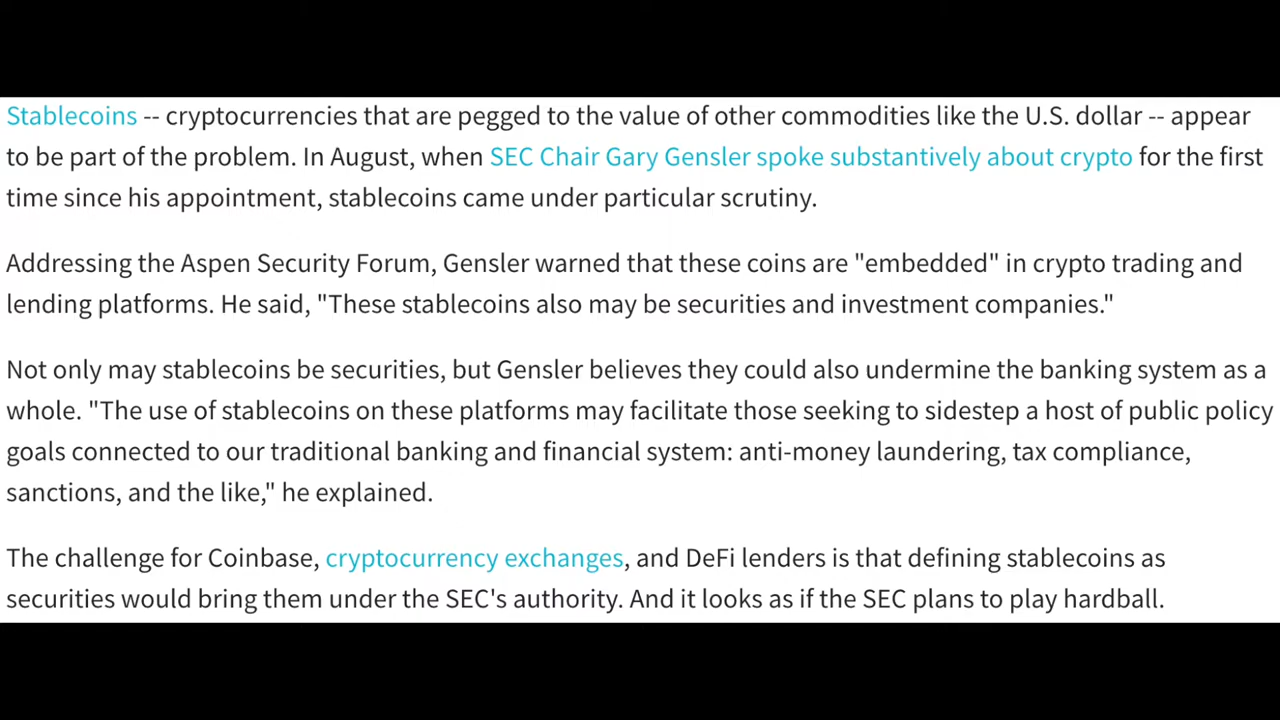 Stablecoins -- cryptocurrencies that are pegged to the value of other commodities like the U.S. dollar -- appear
to be part of the problem. In August, when SEC Chair Gary Gensler spoke substantively about crypto for the first
time since his appointment, stablecoins came under particular scrutiny.
Addressing the Aspen Security Forum, Gensler warned that these coins are "embedded" in crypto trading and
lending platforms. He said, "These stablecoins also may be securities and investment companies."
Not only may stablecoins be securities, but Gensler believes they could also undermine the banking system as a
whole. "The use of stablecoins on these platforms may facilitate those seeking to sidestep a host of public policy
goals connected to our traditional banking and financial system: anti-money laundering, tax compliance,
sanctions, and the like," he explained.
The challenge for Coinbase, cryptocurrency exchanges, and DeFi lenders is that defining stablecoins as
securities would bring them under the SEC's authority. And it looks as if the SEC plans to play hardball.